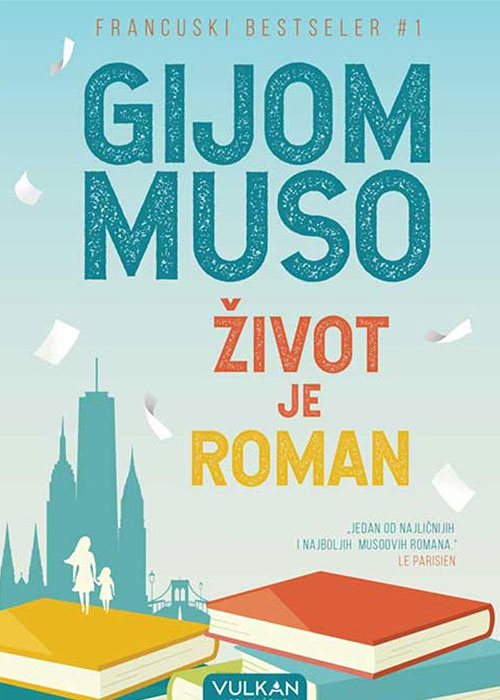 FRANCUSKI BESTSELER #1
GIJOM
MUSO
ŽIVOT
JE
ROMAN
„JEDAN OD NAJLIČNIJIH
I NAJBOLJIH MUSOOVIH ROMANA.“
LE PARISIEN
VULKAN